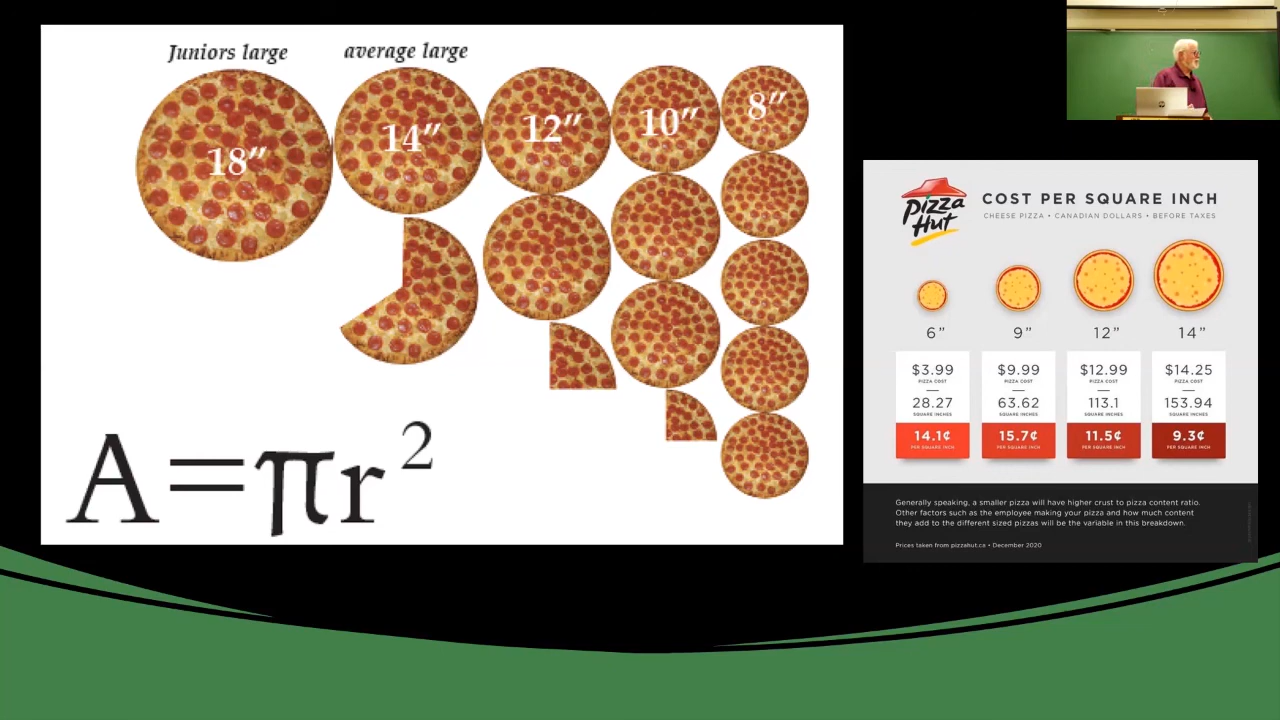 Juniors large
average large
18”
14”
12”
10”
8”
A=πr²
Pizza
Hut
COST PER SQUARE INCH
CHEESE PIZZA • CANADIAN DOLLARS • BEFORE TAXES
6”
9”
12”
14”
$3.99
PIZZA COST
28.27
SQUARE INCHES
14.1¢
PER SQUARE INCH
$9.99
PIZZA COST
63.62
SQUARE INCHES
15.7¢
PER SQUARE INCH
$12.99
PIZZA COST
113.1
SQUARE INCHES
11.5¢
PER SQUARE INCH
$14.25
PIZZA COST
153.94
SQUARE INCHES
9.3¢
PER SQUARE INCH
Generally speaking, a smaller pizza will have higher crust to pizza content ratio.
Other factors such as the employee making your pizza and how much content
they add to the different sized pizzas will be the variable in this breakdown.
Prices taken from pizzahut.ca • December 2020